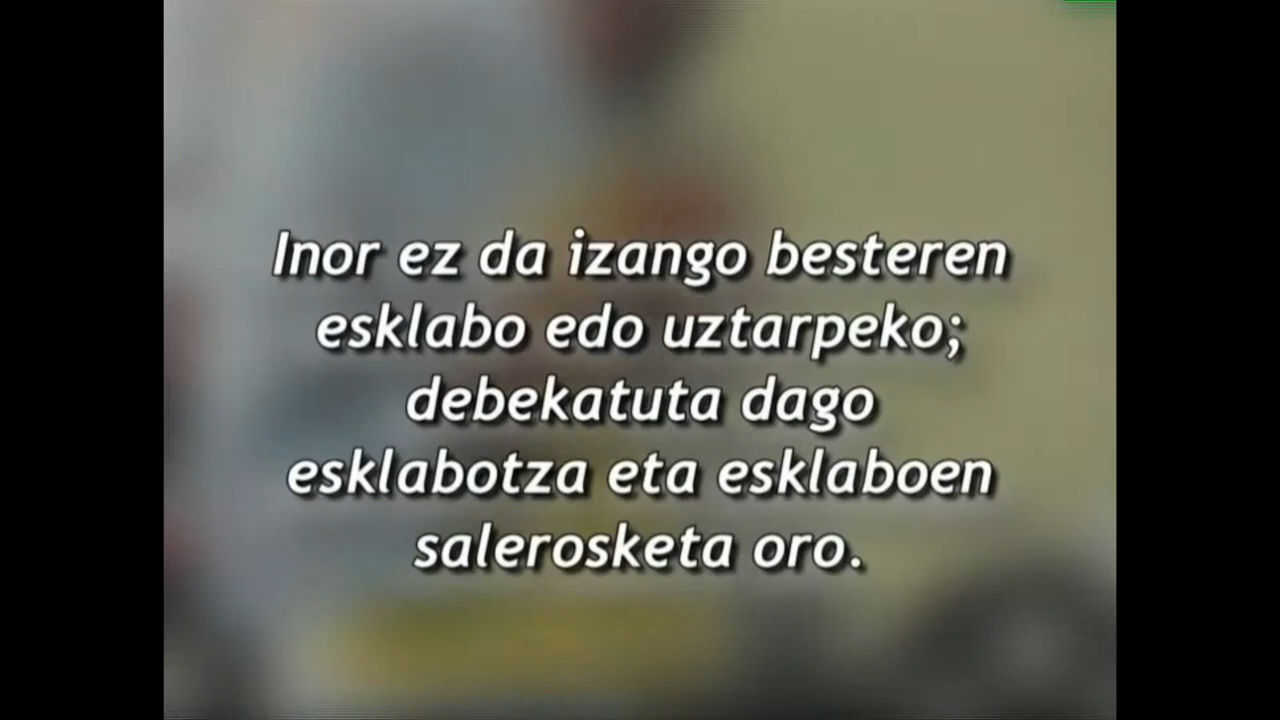 Inor ez da izango besteren
esklabo edo uztarpeko;
debekatuta dago
esklabotza eta esklaboen
salerosketa oro.